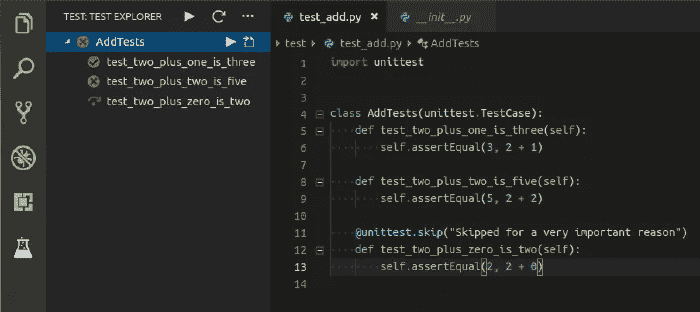 TEST: TEST EXPLORER
AddTests
test_two_plus_one_is_three
test_two_plus_two_is_five
test_two_plus_zero_is_two
test_add.py
__init__.py
test › test_add.py › AddTests
1 import unittest
2
3
4 class AddTests(unittest.TestCase):
5 def test_two_plus_one_is_three(self):
6 self.assertEqual(3, 2 + 1)
7
8 def test_two_plus_two_is_five(self):
9 self.assertEqual(5, 2 + 2)
10
11 @unittest.skip("Skipped for a very important reason")
12 def test_two_plus_zero_is_two(self):
13 self.assertEqual(2, 2 + 0)
14